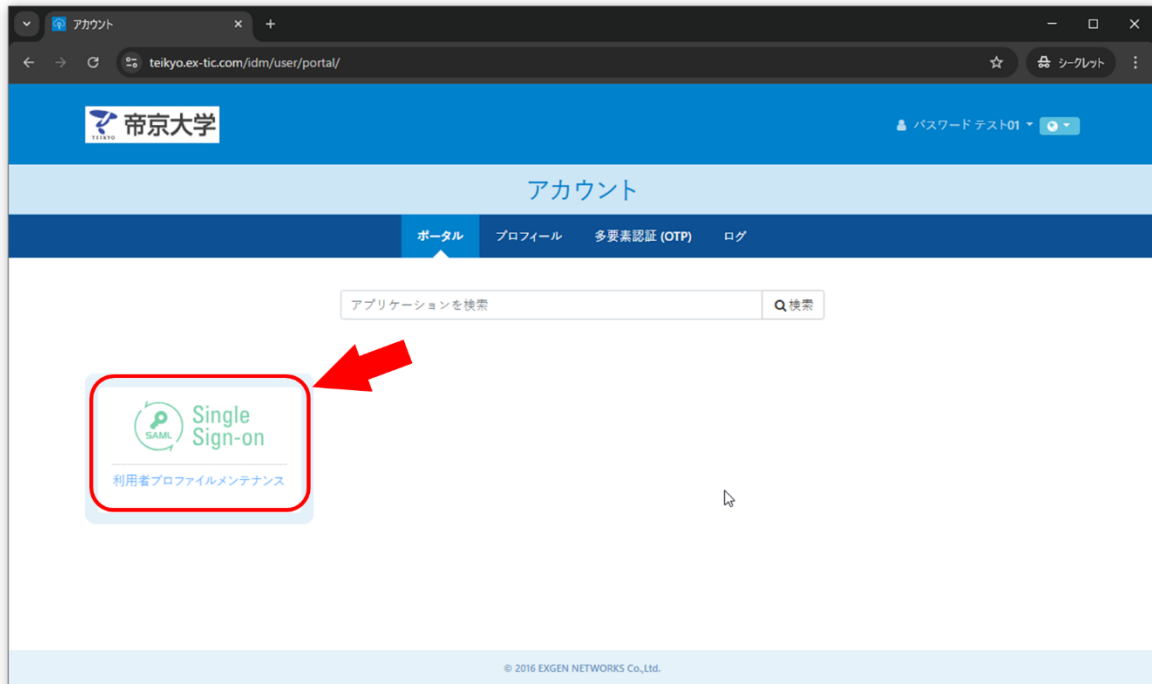 アカウント
teikyo.ex-tic.com/idm/user/portal/
シークレット
TEIKYO
帝京大学
パスワード テスト01
アカウント
ポータル
プロフィール
多要素認証 (OTP)
ログ
アプリケーションを検索
検索
SAML
Single
Sign-on
利用者プロファイルメンテナンス
© 2016 EXGEN NETWORKS Co.,Ltd.